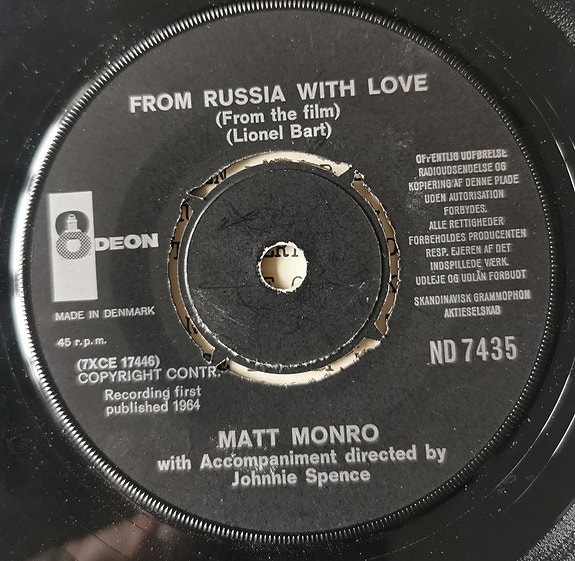 FROM RUSSIA WITH LOVE
(From the film)
(Lionel Bart)
OFFENTLIG UDFØRELSE
RADIOUDSENDELSE OG
KOPIERING AF DENNE PLADE
UDEN AUTORISATION
FORBYDES.
ALLE RETTIGHEDER
FORBEHOLDES PRODUCENTEN
RESP. EJEREN AF DET
INDSPILLEDE VÆRK.
UDLEJE OG UDLÅN FORBUDT
SKANDINAVISK GRAMMOPHON
AKTIESELSKAB
ODEON
MADE IN DENMARK
45 r.p.m.
(7XCE 17446)
COPYRIGHT CONTR.
Recording first
published 1964
ND 7435
MATT MONRO
with Accompaniment directed by
Johnhie Spence